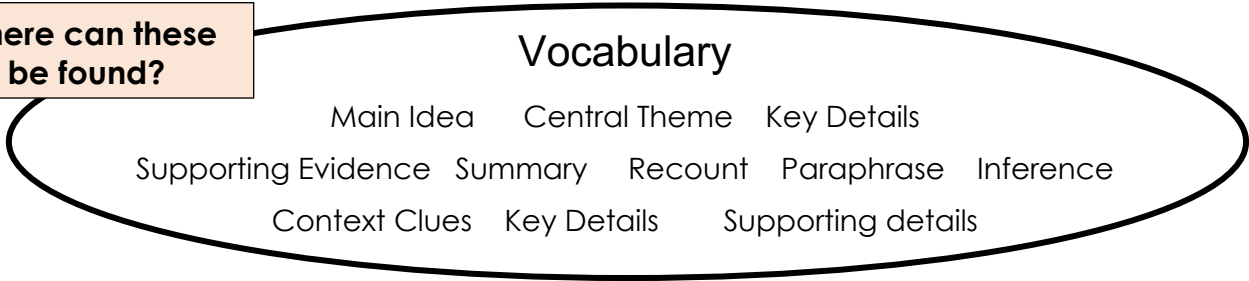 here can these
be found?
Vocabulary
Main Idea Central Theme Key Details
Supporting Evidence Summary Recount Paraphrase Inference
Context Clues Key Details Supporting details